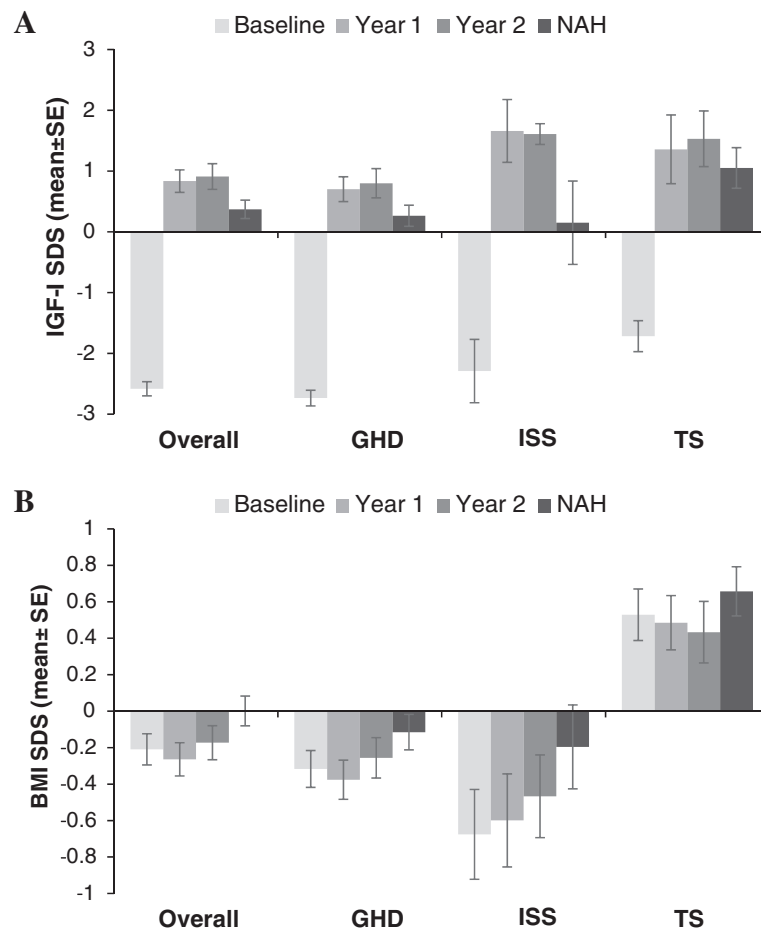 A
Baseline Year 1 Year 2 NAH
IGF-I SDS (mean±SE)
3
2
1
0
-1
-2
-3
Overall GHD ISS TS
B
Baseline Year 1 Year 2 NAH
BMI SDS (mean± SE)
1
0.8
0.6
0.4
0.2
0
-0.2
-0.4
-0.6
-0.8
-1
Overall GHD ISS TS